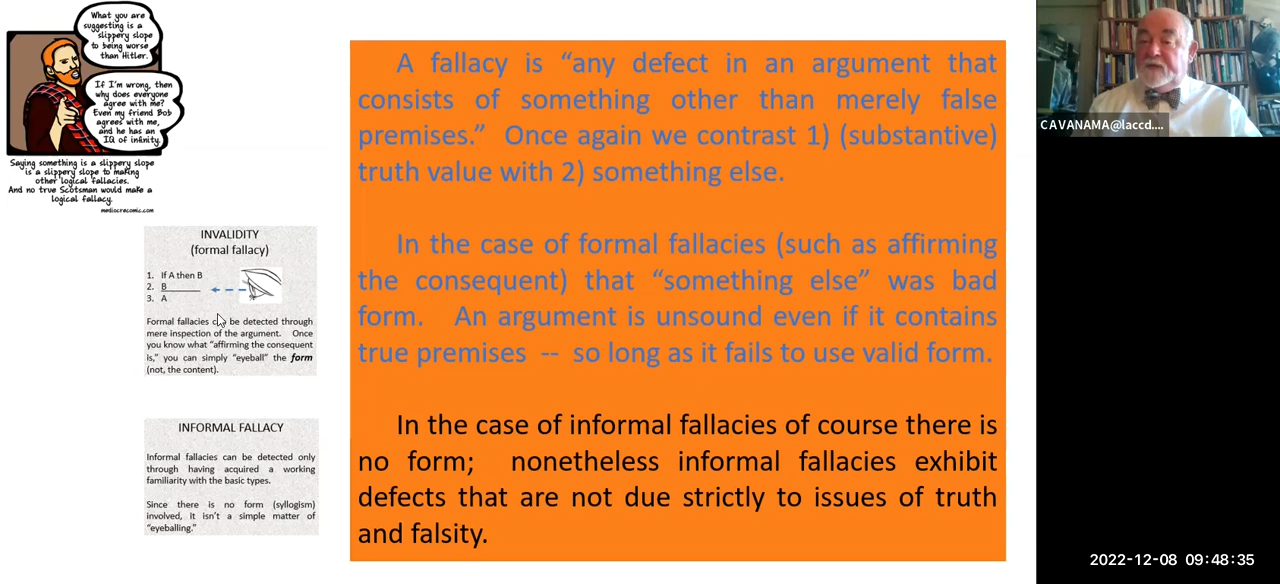 What you are
suggesting is a
slippery slope
to being worse
than Hitler.
If I'm wrong, then
why does everyone
agree with me?
Even my friend Bob
agrees with me,
and he has an
IQ of infinity.
Saying something is a slippery slope
is a slippery slope to making
other logical fallacies.
And no true Scotsman would make a
logical fallacy.
mediocrecomic.com
INVALIDITY
(formal fallacy)
1. If A then B
2. B
3. A
Formal fallacies can be detected through
mere inspection of the argument. Once
you know what "affirming the consequent
is," you can simply "eyeball" the form
(not, the content).
INFORMAL FALLACY
Informal fallacies can be detected only
through having acquired a working
familiarity with the basic types.
Since there is no form (syllogism)
involved, it isn't a simple matter of
"eyeballing."
A fallacy is "any defect in an argument that
consists of something other than merely false
premises." Once again we contrast 1) (substantive)
truth value with 2) something else.
In the case of formal fallacies (such as affirming
the consequent) that "something else" was bad
form. An argument is unsound even if it contains
true premises -- so long as it fails to use valid form.
In the case of informal fallacies of course there is
no form; nonetheless informal fallacies exhibit
defects that are not due strictly to issues of truth
and falsity.
CAVANAMA@laccd....
2022-12-08 09:48:35